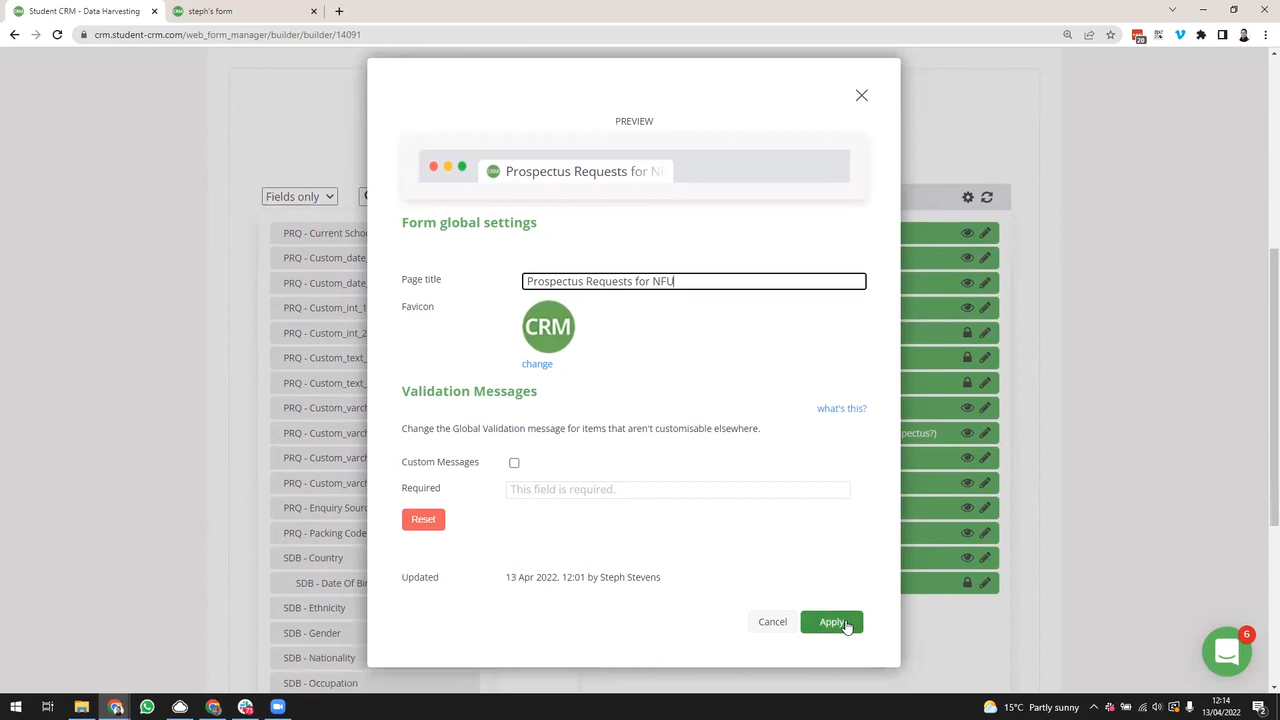 Student CRM - Data Harvesting
steph's form
crm.student-crm.com/web_form_manager/builder/builder/14091
20
PREVIEW
CRM Prospectus Requests for NF
Form global settings
Page title
Prospectus Requests for NFU
Favicon
CRM
change
Validation Messages
what's this?
Change the Global Validation message for items that aren't customisable elsewhere.
Custom Messages
Required
This field is required.
Reset
Updated
13 Apr 2022, 12:01 by Steph Stevens
Cancel
Apply
Fields only
PRQ - Current Schoo
PRQ - Custom_date_
PRQ - Custom_date_
PRQ - Custom_int_1
PRQ - Custom_int_2
PRQ - Custom_text_
PRQ - Custom_text_
PRQ - Custom_varch
PRQ - Custom_varch
PRQ - Custom_varch
PRQ - Custom_varch
PRQ - Enquiry Sourc
PRQ - Packing Code
SDB - Country
SDB - Date Of Bir
SDB - Ethnicity
SDB - Gender
SDB - Nationality
SDB - Occupation
pectus?)
6
15°C Partly sunny
12:14
13/04/2022
2